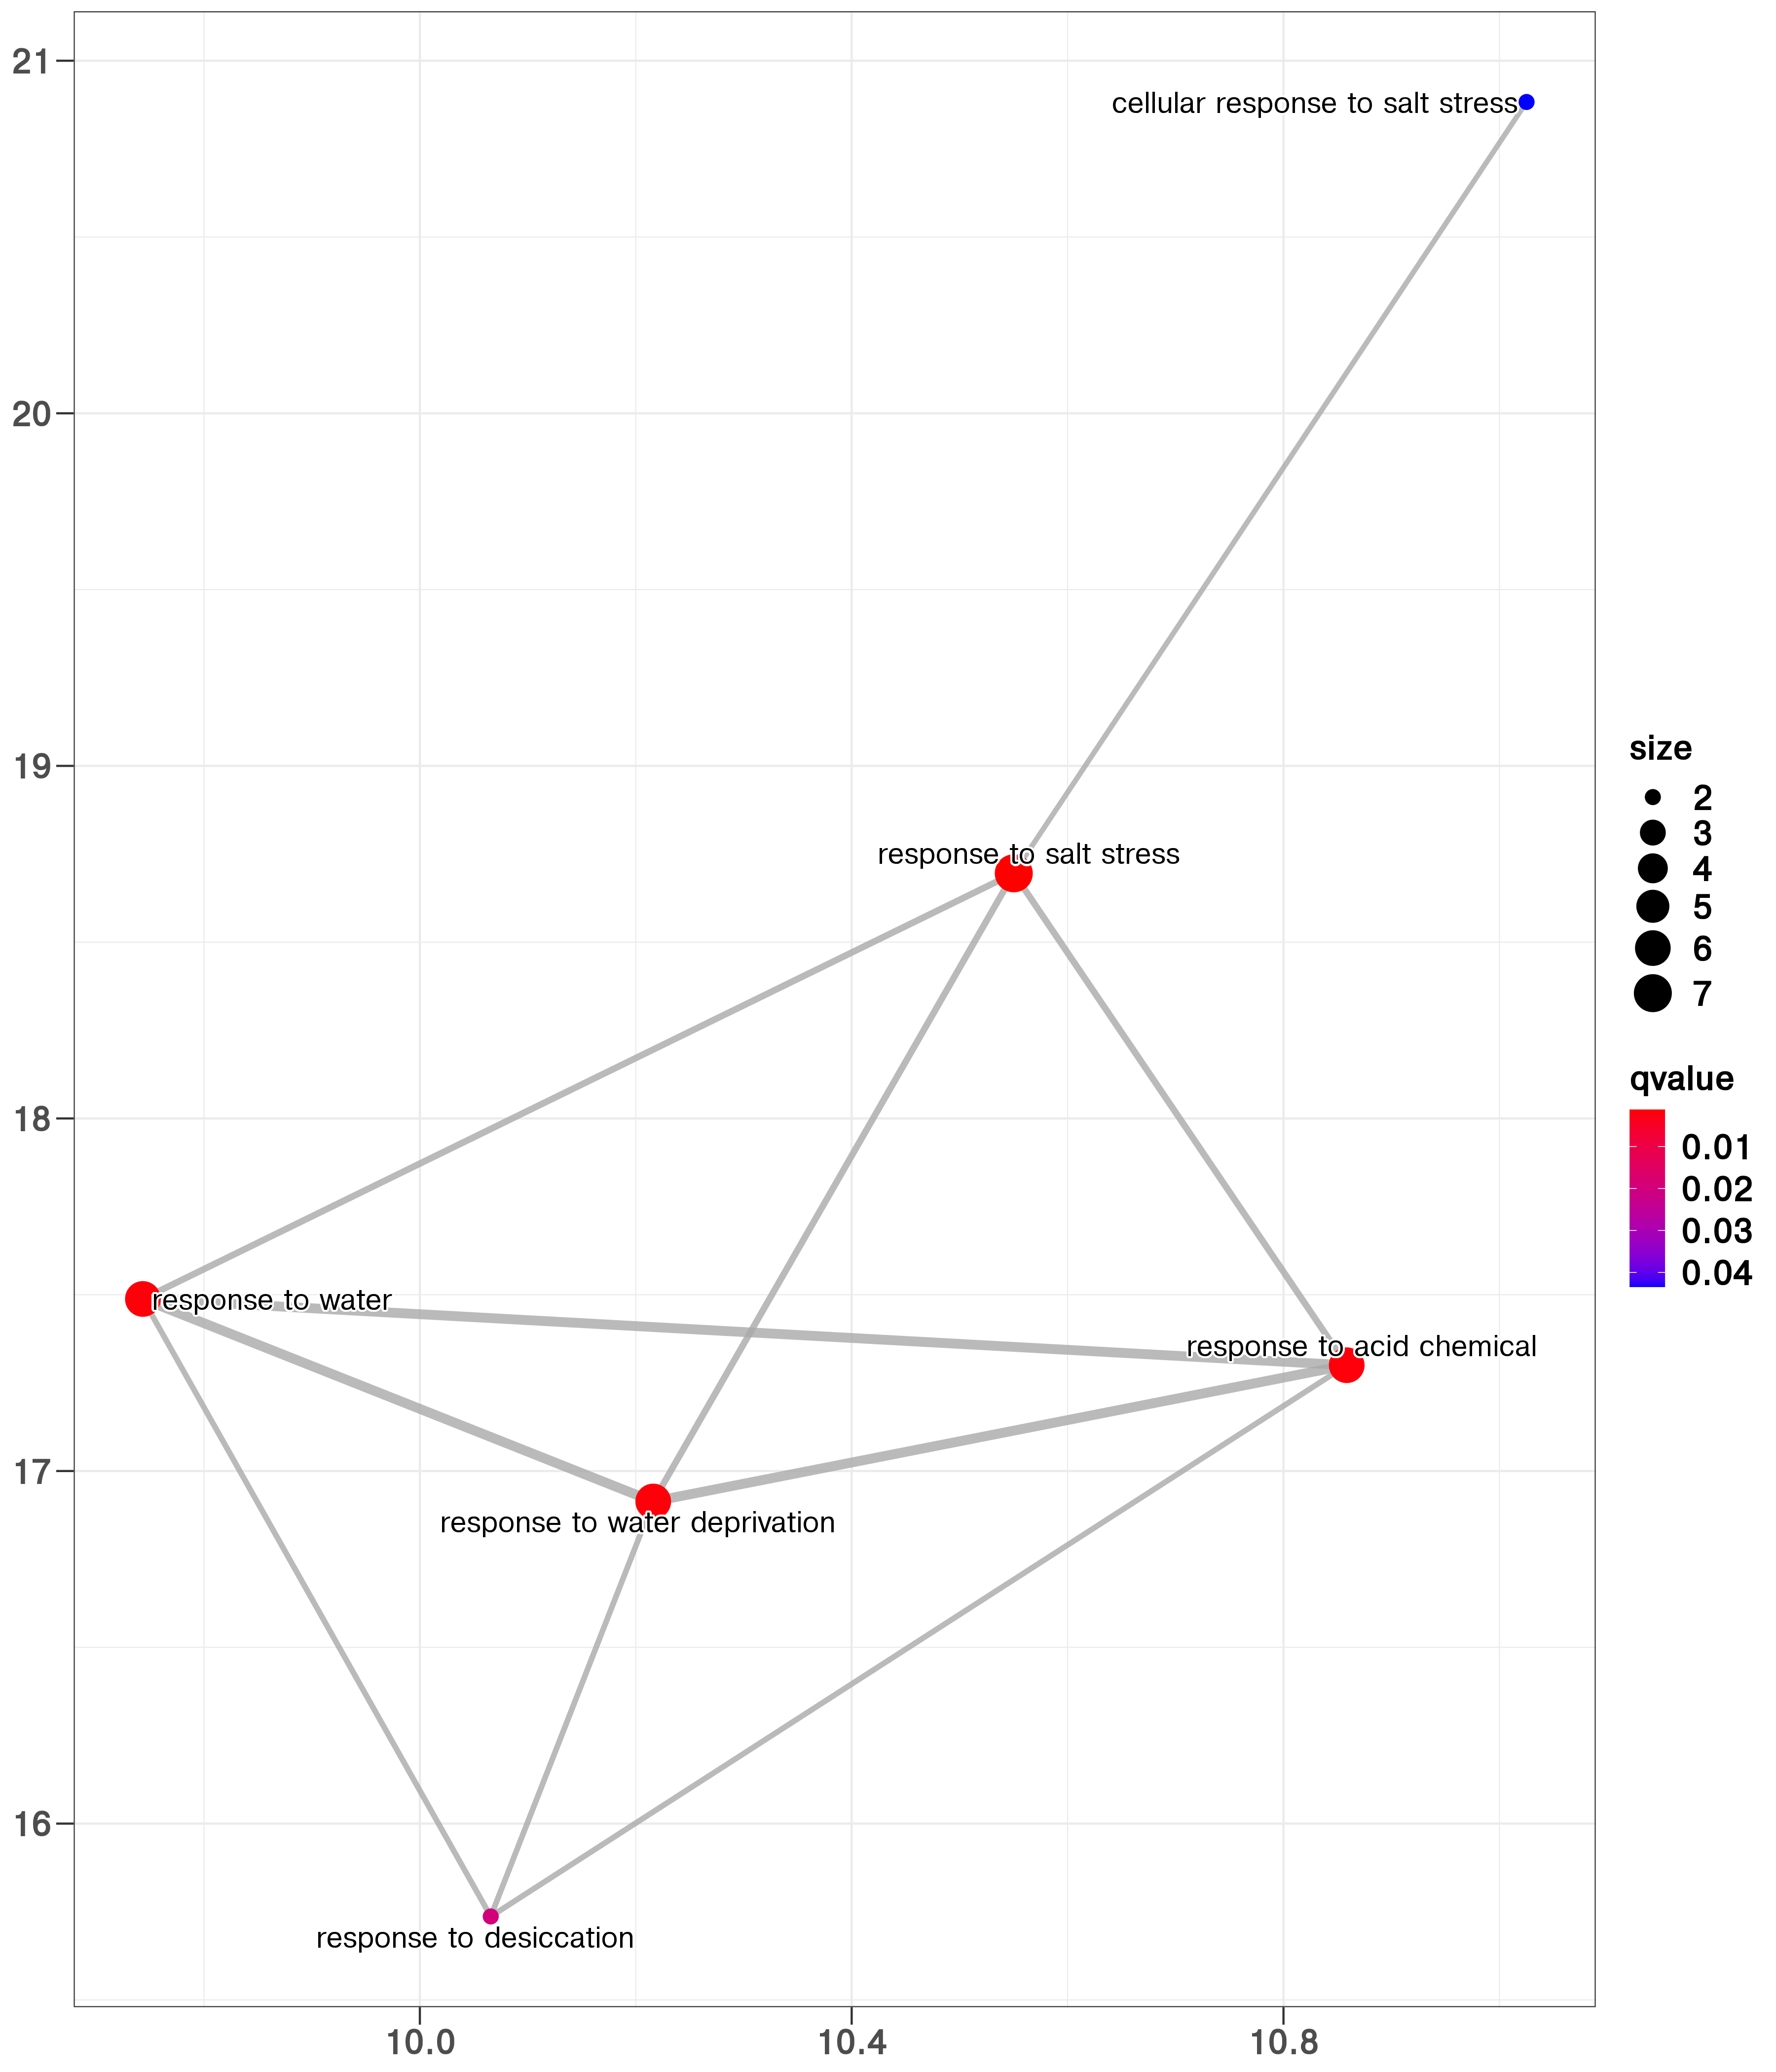 21
cellular response to salt stress
20
19
size
2
response to salt stress
3
4
5
6
7
qvalue
18
0.01
0.02
0.03
0.04
response to water
response to acid chemical
17
response to water deprivation
16
response to desiccation
10.0 10.4 10.8